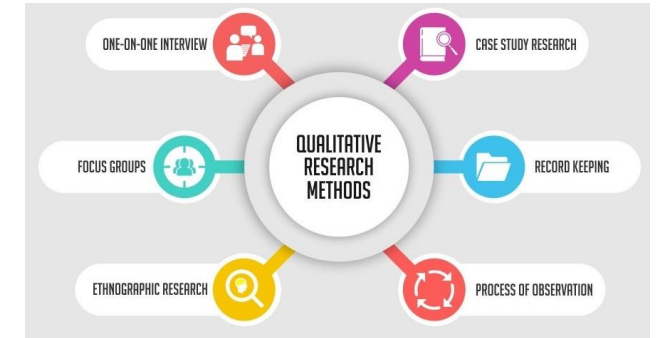 ONE-ON-ONE INTERVIEW
CASE STUDY RESEARCH
QUALITATIVE
RESEARCH
METHODS
FOCUS GROUPS
RECORD KEEPING
ETHNOGRAPHIC RESEARCH
PROCESS OF OBSERVATION